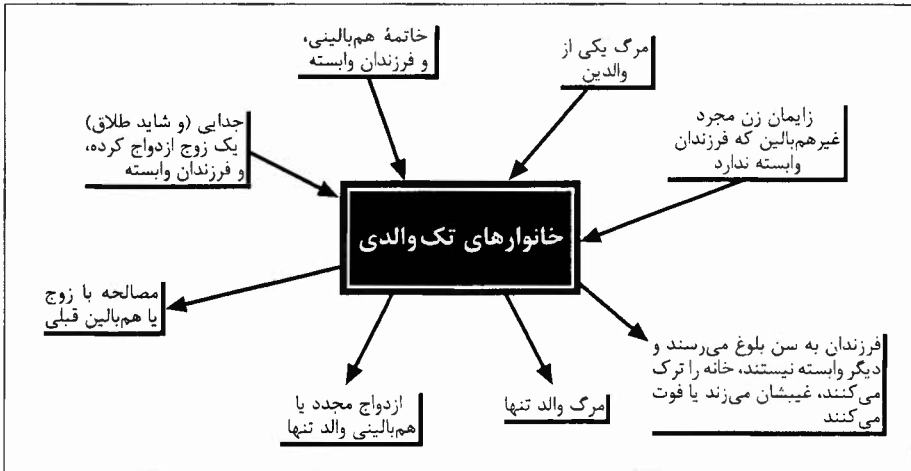 مرگ یکی از
والدین
خاتمهٔ هم‌بالینی،
و فرزندان وابسته
زایمان زن مجرد
غیرهم‌بالین که فرزندان
وابسته ندارد
جدایی (و شاید طلاق)
یک زوج ازدواج کرده،
و فرزندان وابسته
خانوارهای تک‌والدی
مصالحه با زوج
یا هم‌بالین قبلی
فرزندان به سن بلوغ می‌رسند و
دیگر وابسته نیستند، خانه را ترک
می‌کنند، غیبشان می‌زند یا فوت
می‌کنند
مرگ والد تنها
ازدواج مجدد یا
هم‌بالینی والد تنها